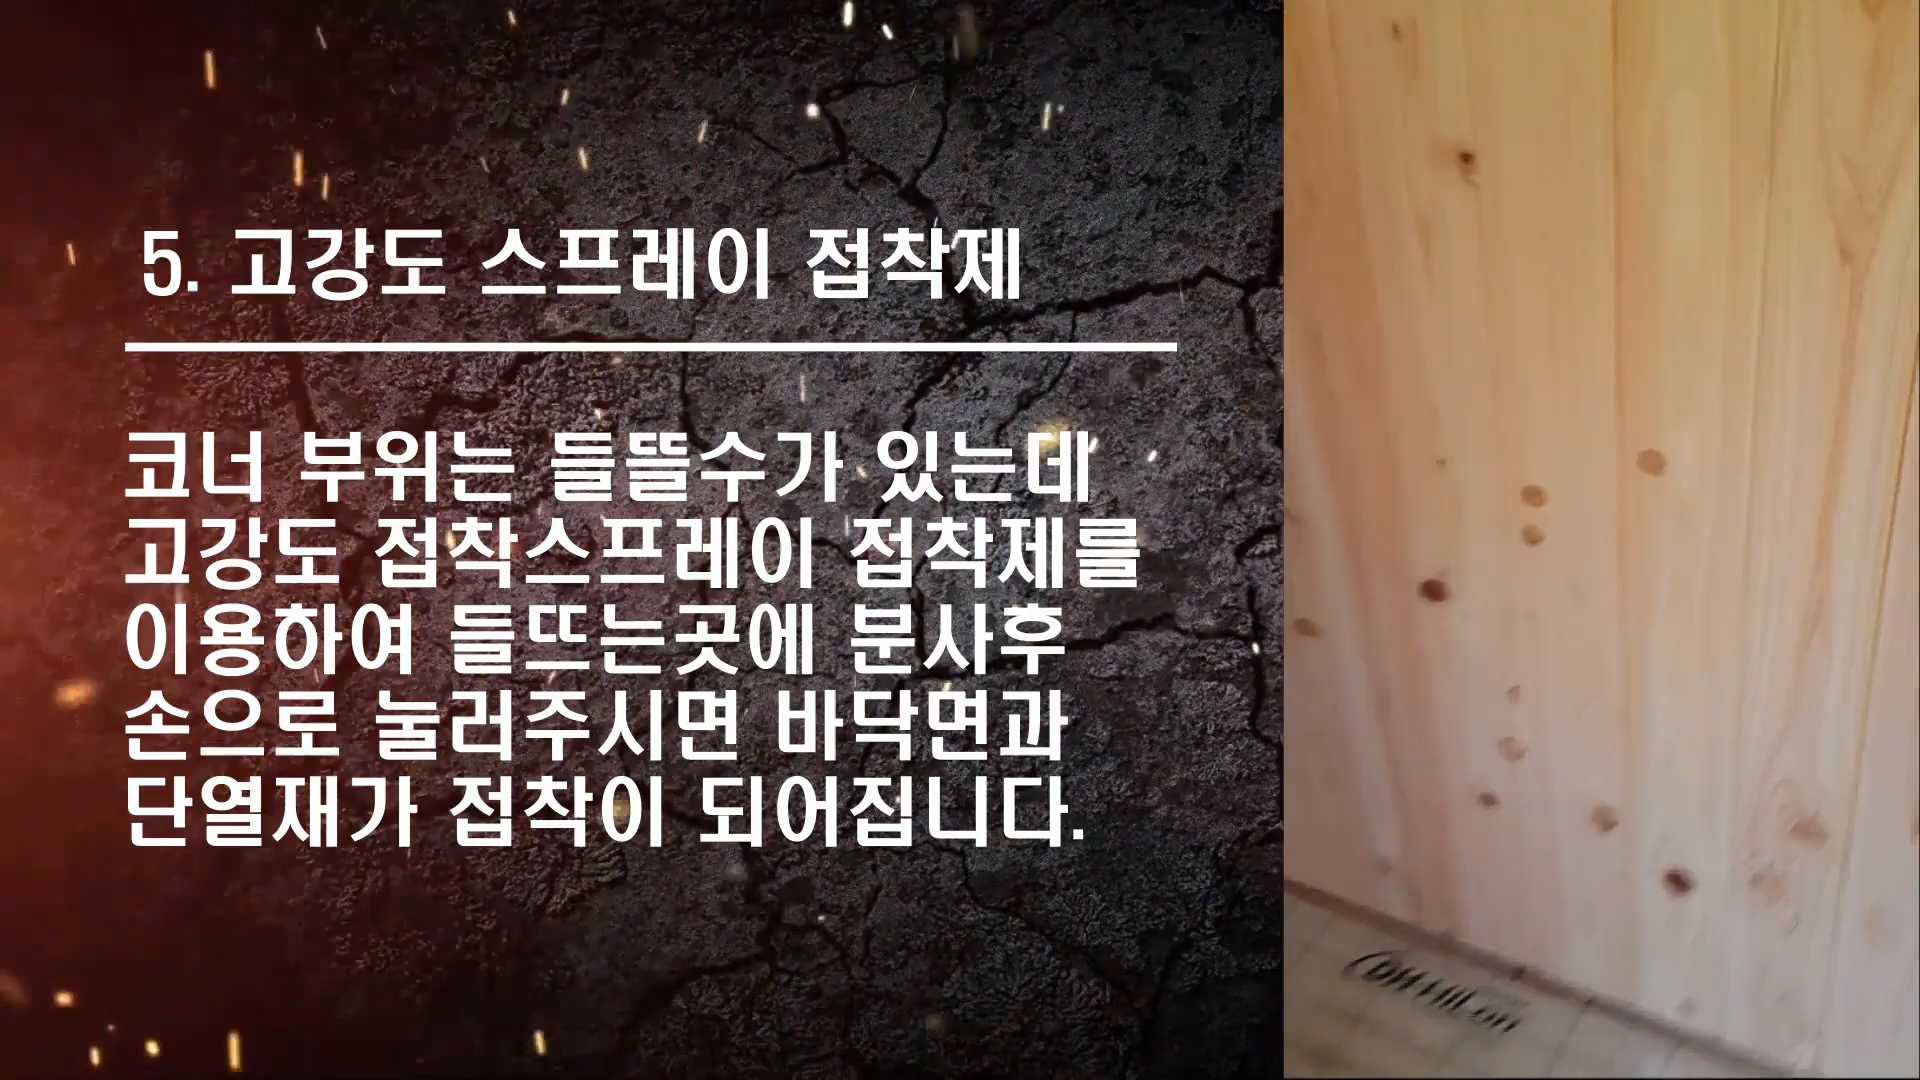 5. 고강도 스프레이 접착제
코너 부위는 들뜰수가 있는데
고강도 접착스프레이 접착제를
이용하여 들뜨는곳에 분사후
손으로 눌러주시면 바닥면과
단열재가 접착이 되어집니다.